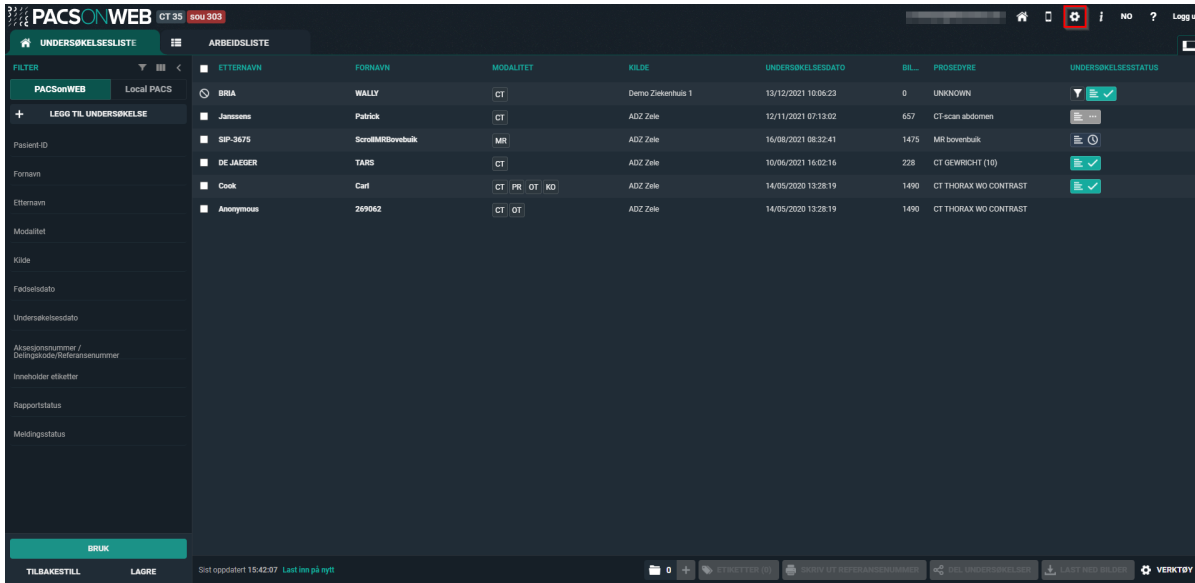 PACSONWEB CT 35 sou 303
NO ? Logg u
UNDERSØKELSESLISTE ARBEIDSLISTE
FILTER
PACSonWEB Local PACS
+ LEGG TIL UNDERSØKELSE
Pasient-ID
Fornavn
Etternavn
Modalitet
Kilde
Fødselsdato
Undersøkelsesdato
Aksesjonsnummer /
Delingskode/Referansenummer
Inneholder etiketter
Rapportstatus
Meldingsstatus
BRUK
TILBAKESTILL LAGRE
ETTERNAVN FORNAVN MODALITET KILDE UNDERSØKELSESDATO BIL... PROSEDYRE UNDERSØKELSESSTATUS
BRIA WALLY CT Demo Ziekenhuis 1 13/12/2021 10:06:23 0 UNKNOWN
Janssens Patrick CT ADZ Zele 12/11/2021 07:13:02 657 CT-scan abdomen
SIP-3675 ScrollMRBovebuik MR ADZ Zele 16/08/2021 08:32:41 1475 MR bovenbuik
DE JAEGER TARS CT ADZ Zele 10/06/2021 16:02:16 228 CT GEWRICHT (10)
Cook Carl CT PR OT KO ADZ Zele 14/05/2020 13:28:19 1490 CT THORAX WO CONTRAST
Anonymous 269062 CT OT ADZ Zele 14/05/2020 13:28:19 1490 CT THORAX WO CONTRAST
Sist oppdatert 15:42:07 Last inn på nytt 0 + ETIKETTER (0) SKRIV UT REFERANSENUMMER DEL UNDERSØKELSER LAST NED BILDER VERKTØY